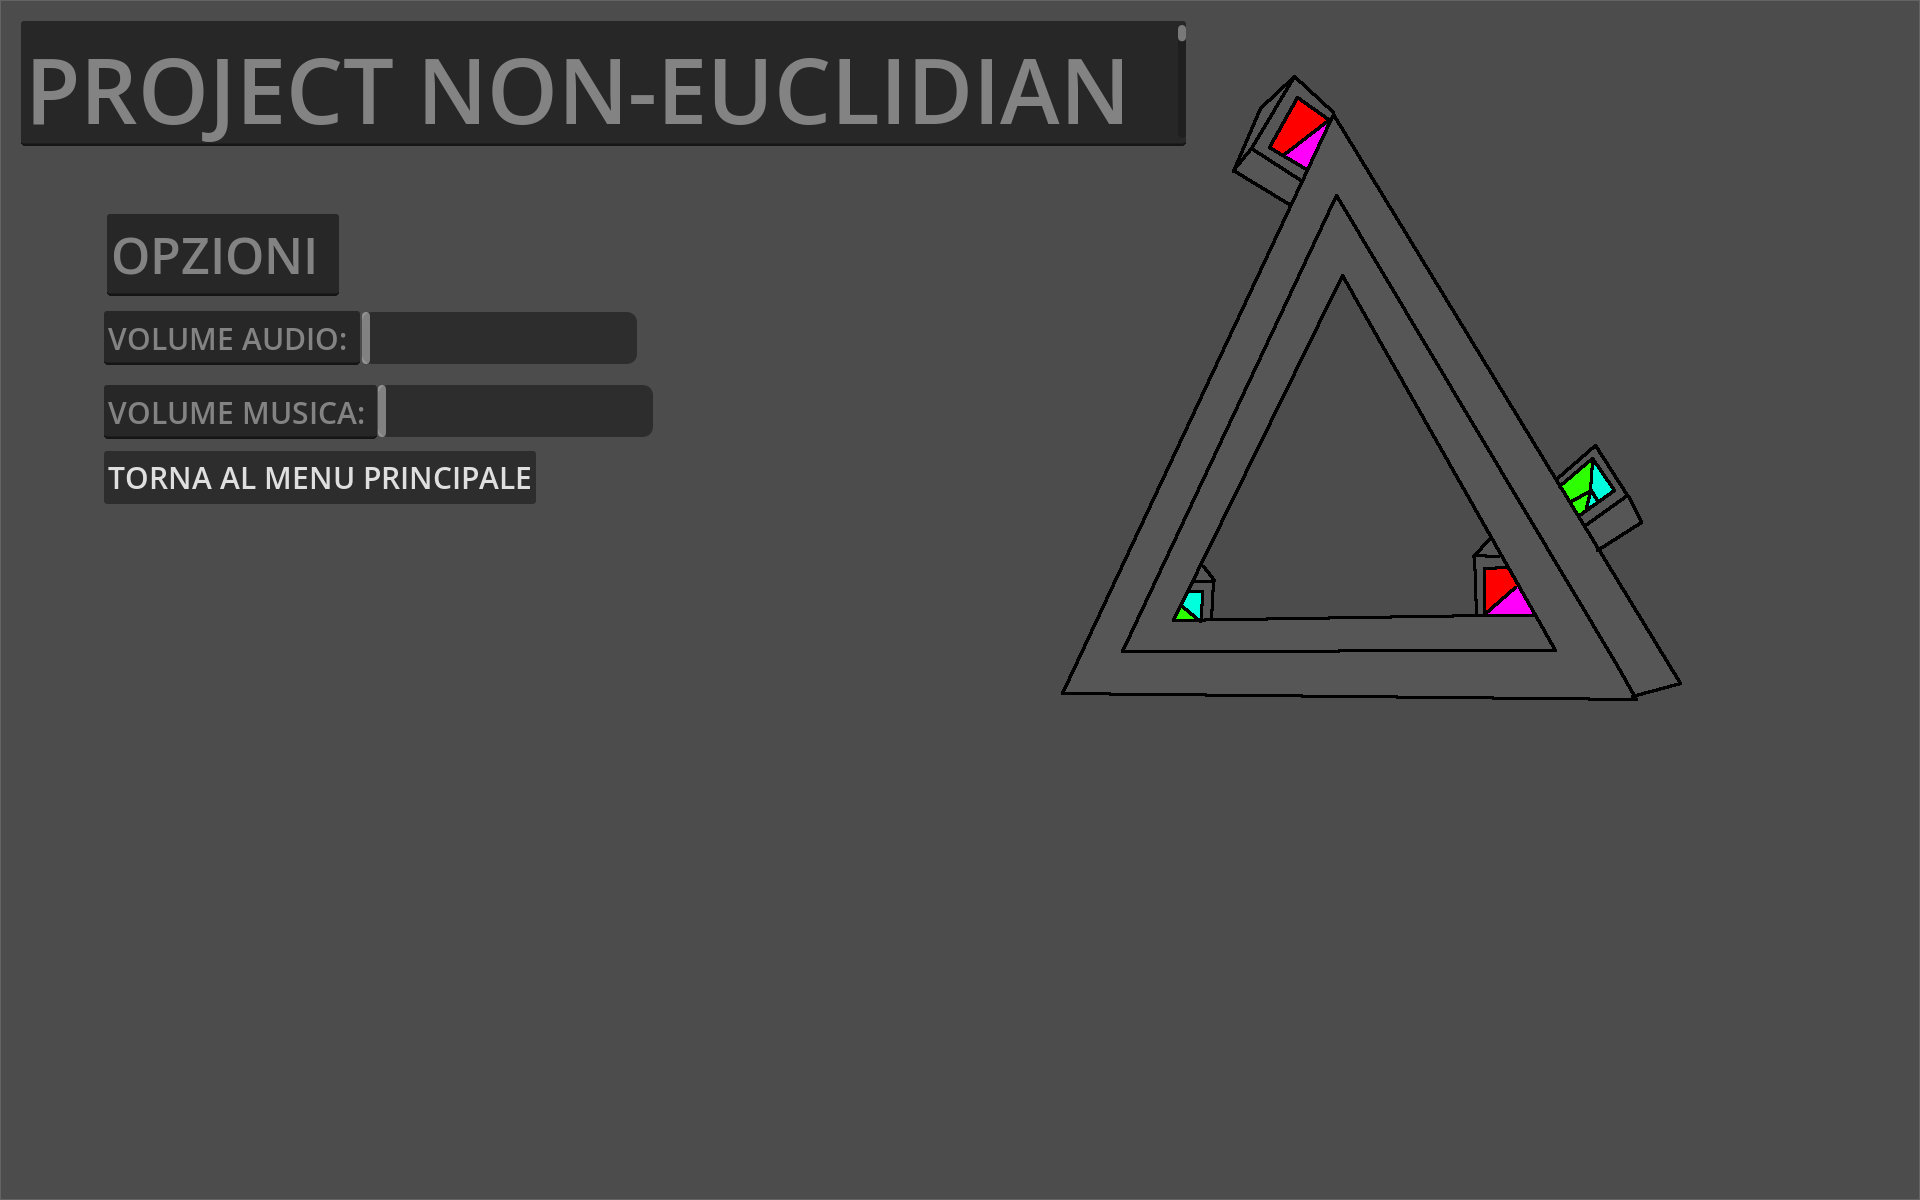 PROJECT NON-EUCLIDIAN
OPZIONI
VOLUME AUDIO:
VOLUME MUSICA:
TORNA AL MENU PRINCIPALE